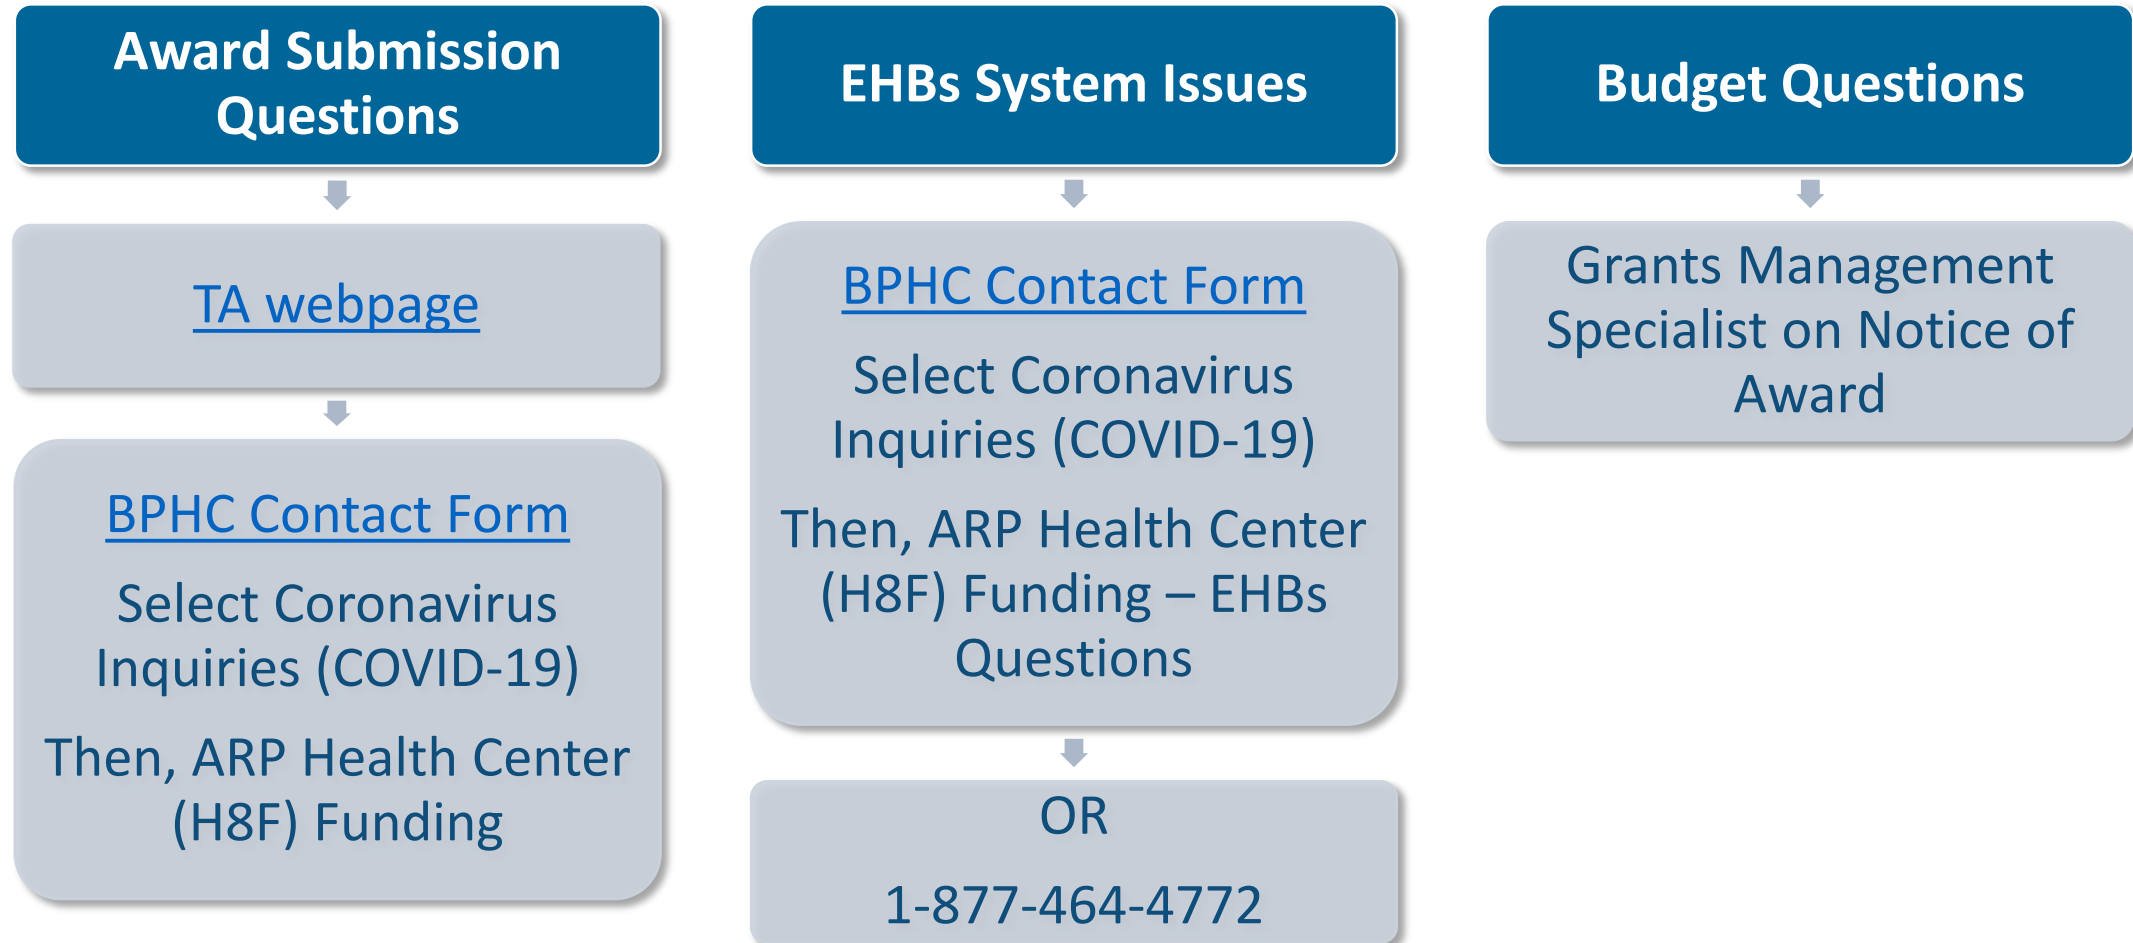 Award Submission
Questions
TA webpage
BPHC Contact Form
Select Coronavirus
Inquiries (COVID-19)
Then, ARP Health Center
(H8F) Funding
EHBs System Issues
BPHC Contact Form
Select Coronavirus
Inquiries (COVID-19)
Then, ARP Health Center
(H8F) Funding – EHBs
Questions
OR
1-877-464-4772
Budget Questions
Grants Management
Specialist on Notice of
Award